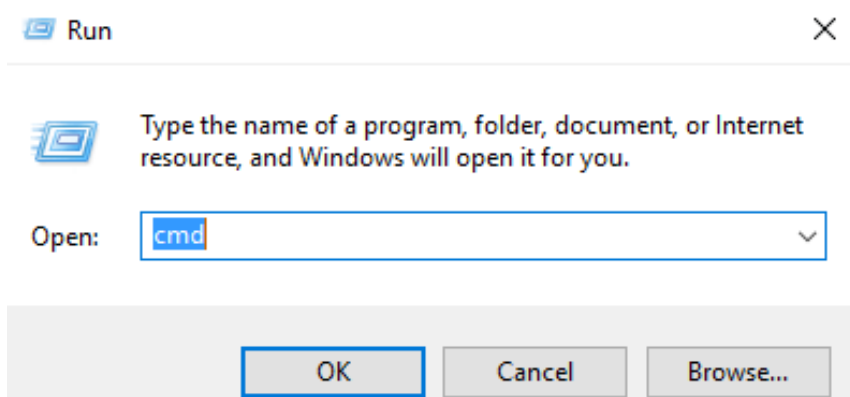 Run
Type the name of a program, folder, document, or Internet
resource, and Windows will open it for you.
Open: cmd
OK Cancel Browse...